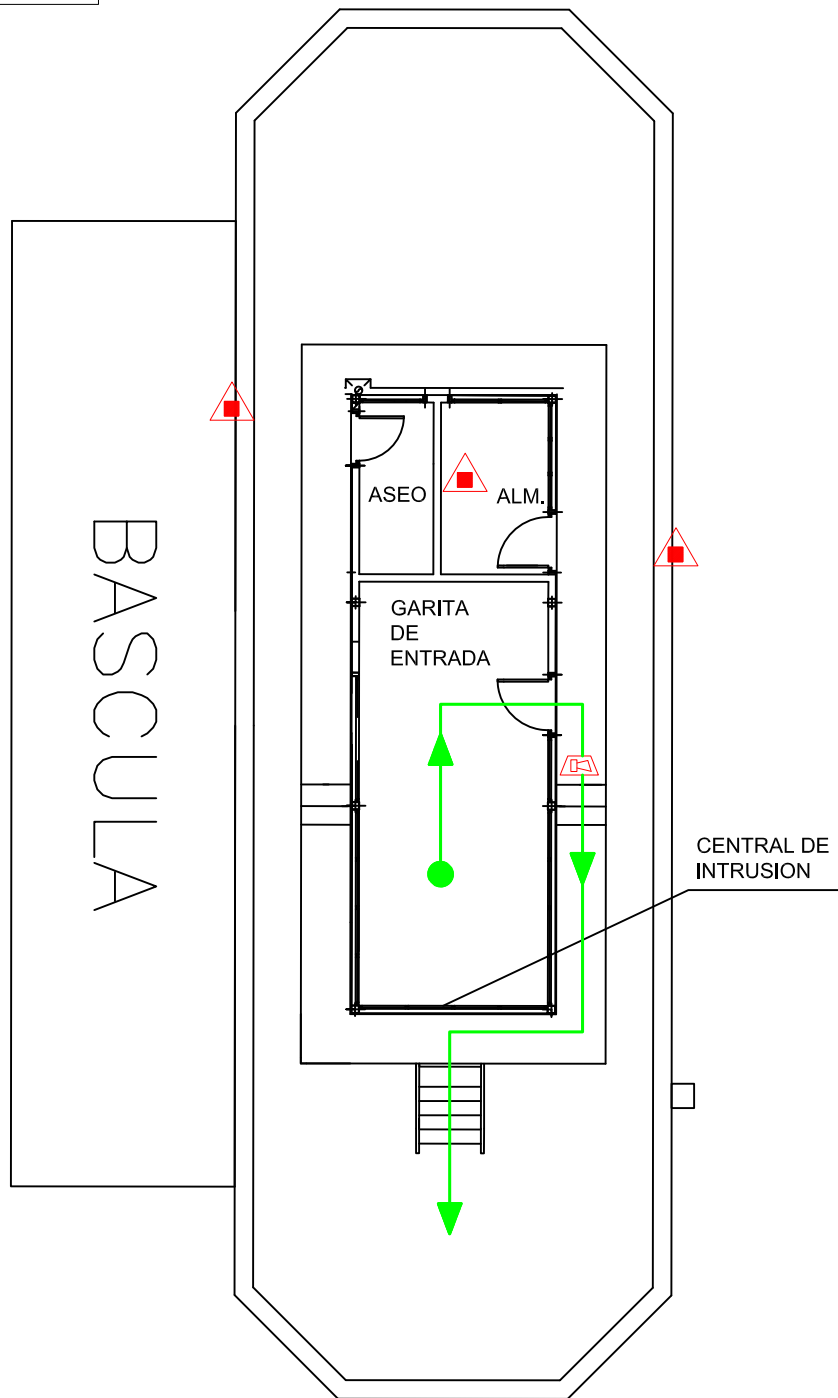 ASEO
ALM.
BASCULA
GARITA
DE
ENTRADA
CENTRAL DE
INTRUSION